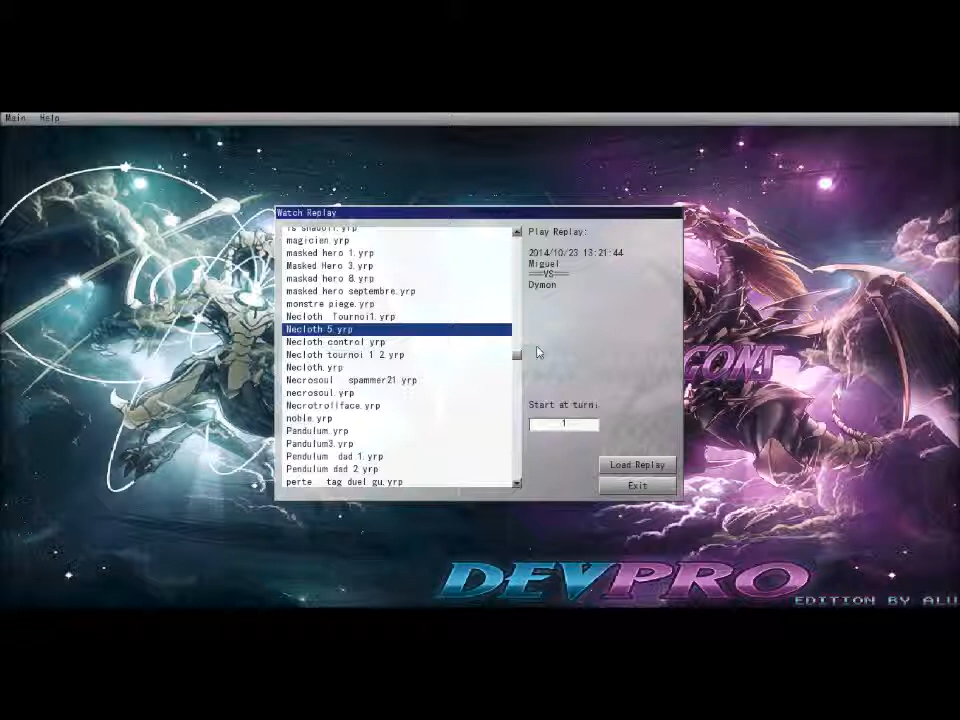 Main Help
Watch Replay
magicien.yrp
masked hero 1.yrp
Masked Hero 3.yrp
masked hero 8.yrp
masked hero septembre.yrp
monstre piege.yrp
Necloth Tournoi1.yrp
Necloth 5.yrp
Necloth control yrp
Necloth tournoi 1 2.yrp
Necloth.yrp
Necrosoul spammer21 yrp
necrosoul.yrp
Necrotrollface.yrp
noble.yrp
Pandulum.yrp
Pandulum3.yrp
Pendulum dad 1.yrp
Pendulum dad 2.yrp
perte tag duel gu.yrp
Play Replay:
2014/10/23 13:21:44
Miguel
===VS===
Dymon
Start at turn:
1
Load Replay
Exit
DEVPRO
EDITION BY ALU